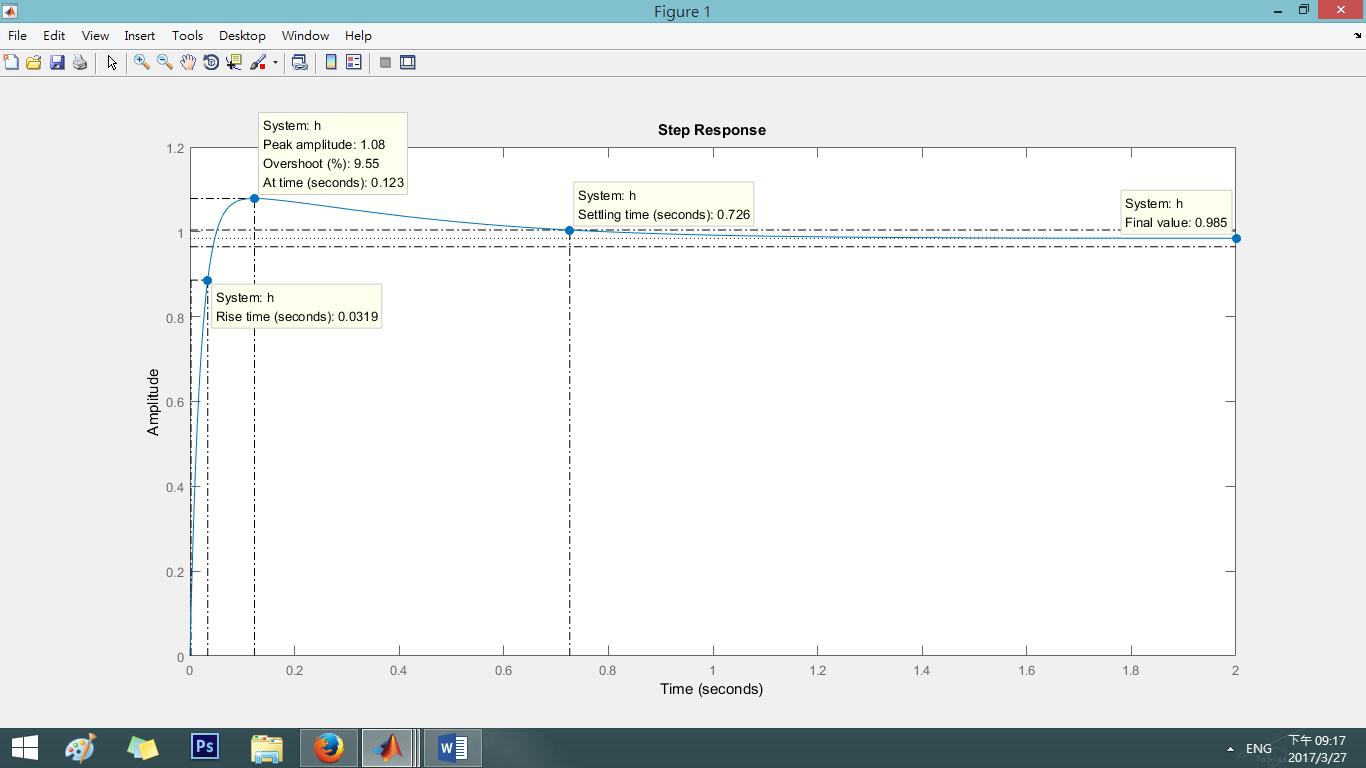 Figure 1
File Edit View Insert Tools Desktop Window Help
Step Response
System: h
Peak amplitude: 1.08
Overshoot (%): 9.55
At time (seconds): 0.123
System: h
Settling time (seconds): 0.726
System: h
Final value: 0.985
System: h
Rise time (seconds): 0.0319
Amplitude
1.2
1
0.8
0.6
0.4
0.2
0
0 0.2 0.4 0.6 0.8 1 1.2 1.4 1.6 1.8 2
Time (seconds)
Ps
W
ENG
下午 09:17
2017/3/27